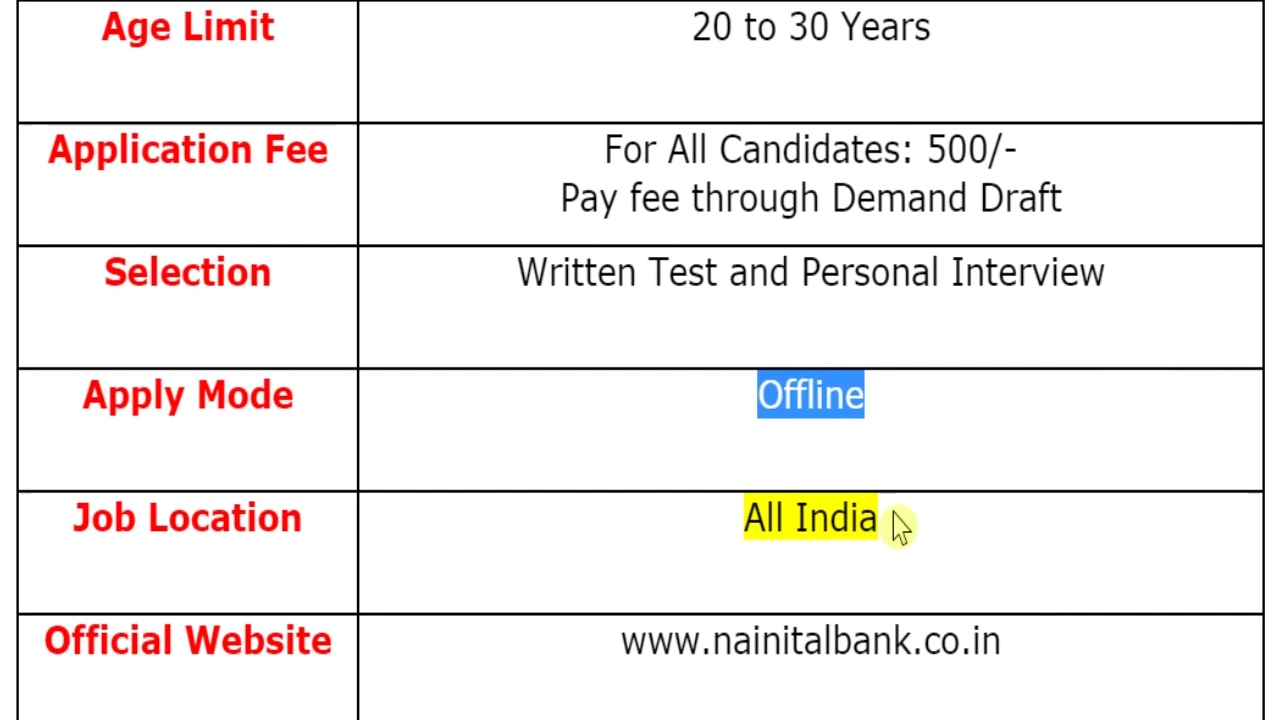 Age Limit
20 to 30 Years
Application Fee
For All Candidates: 500/-
Pay fee through Demand Draft
Selection
Written Test and Personal Interview
Apply Mode
Offline
Job Location
All India
Official Website
www.nainitalbank.co.in